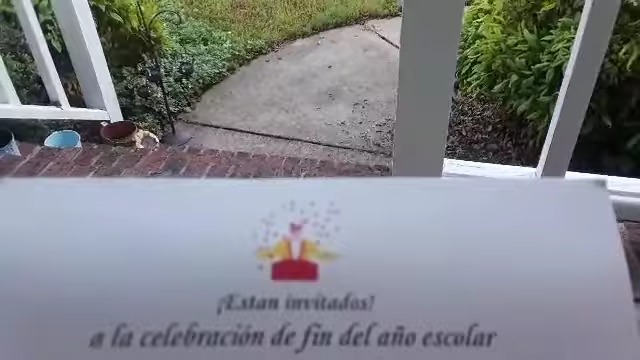 ¡Estan invitados!
a la celebración de fin del año escolar